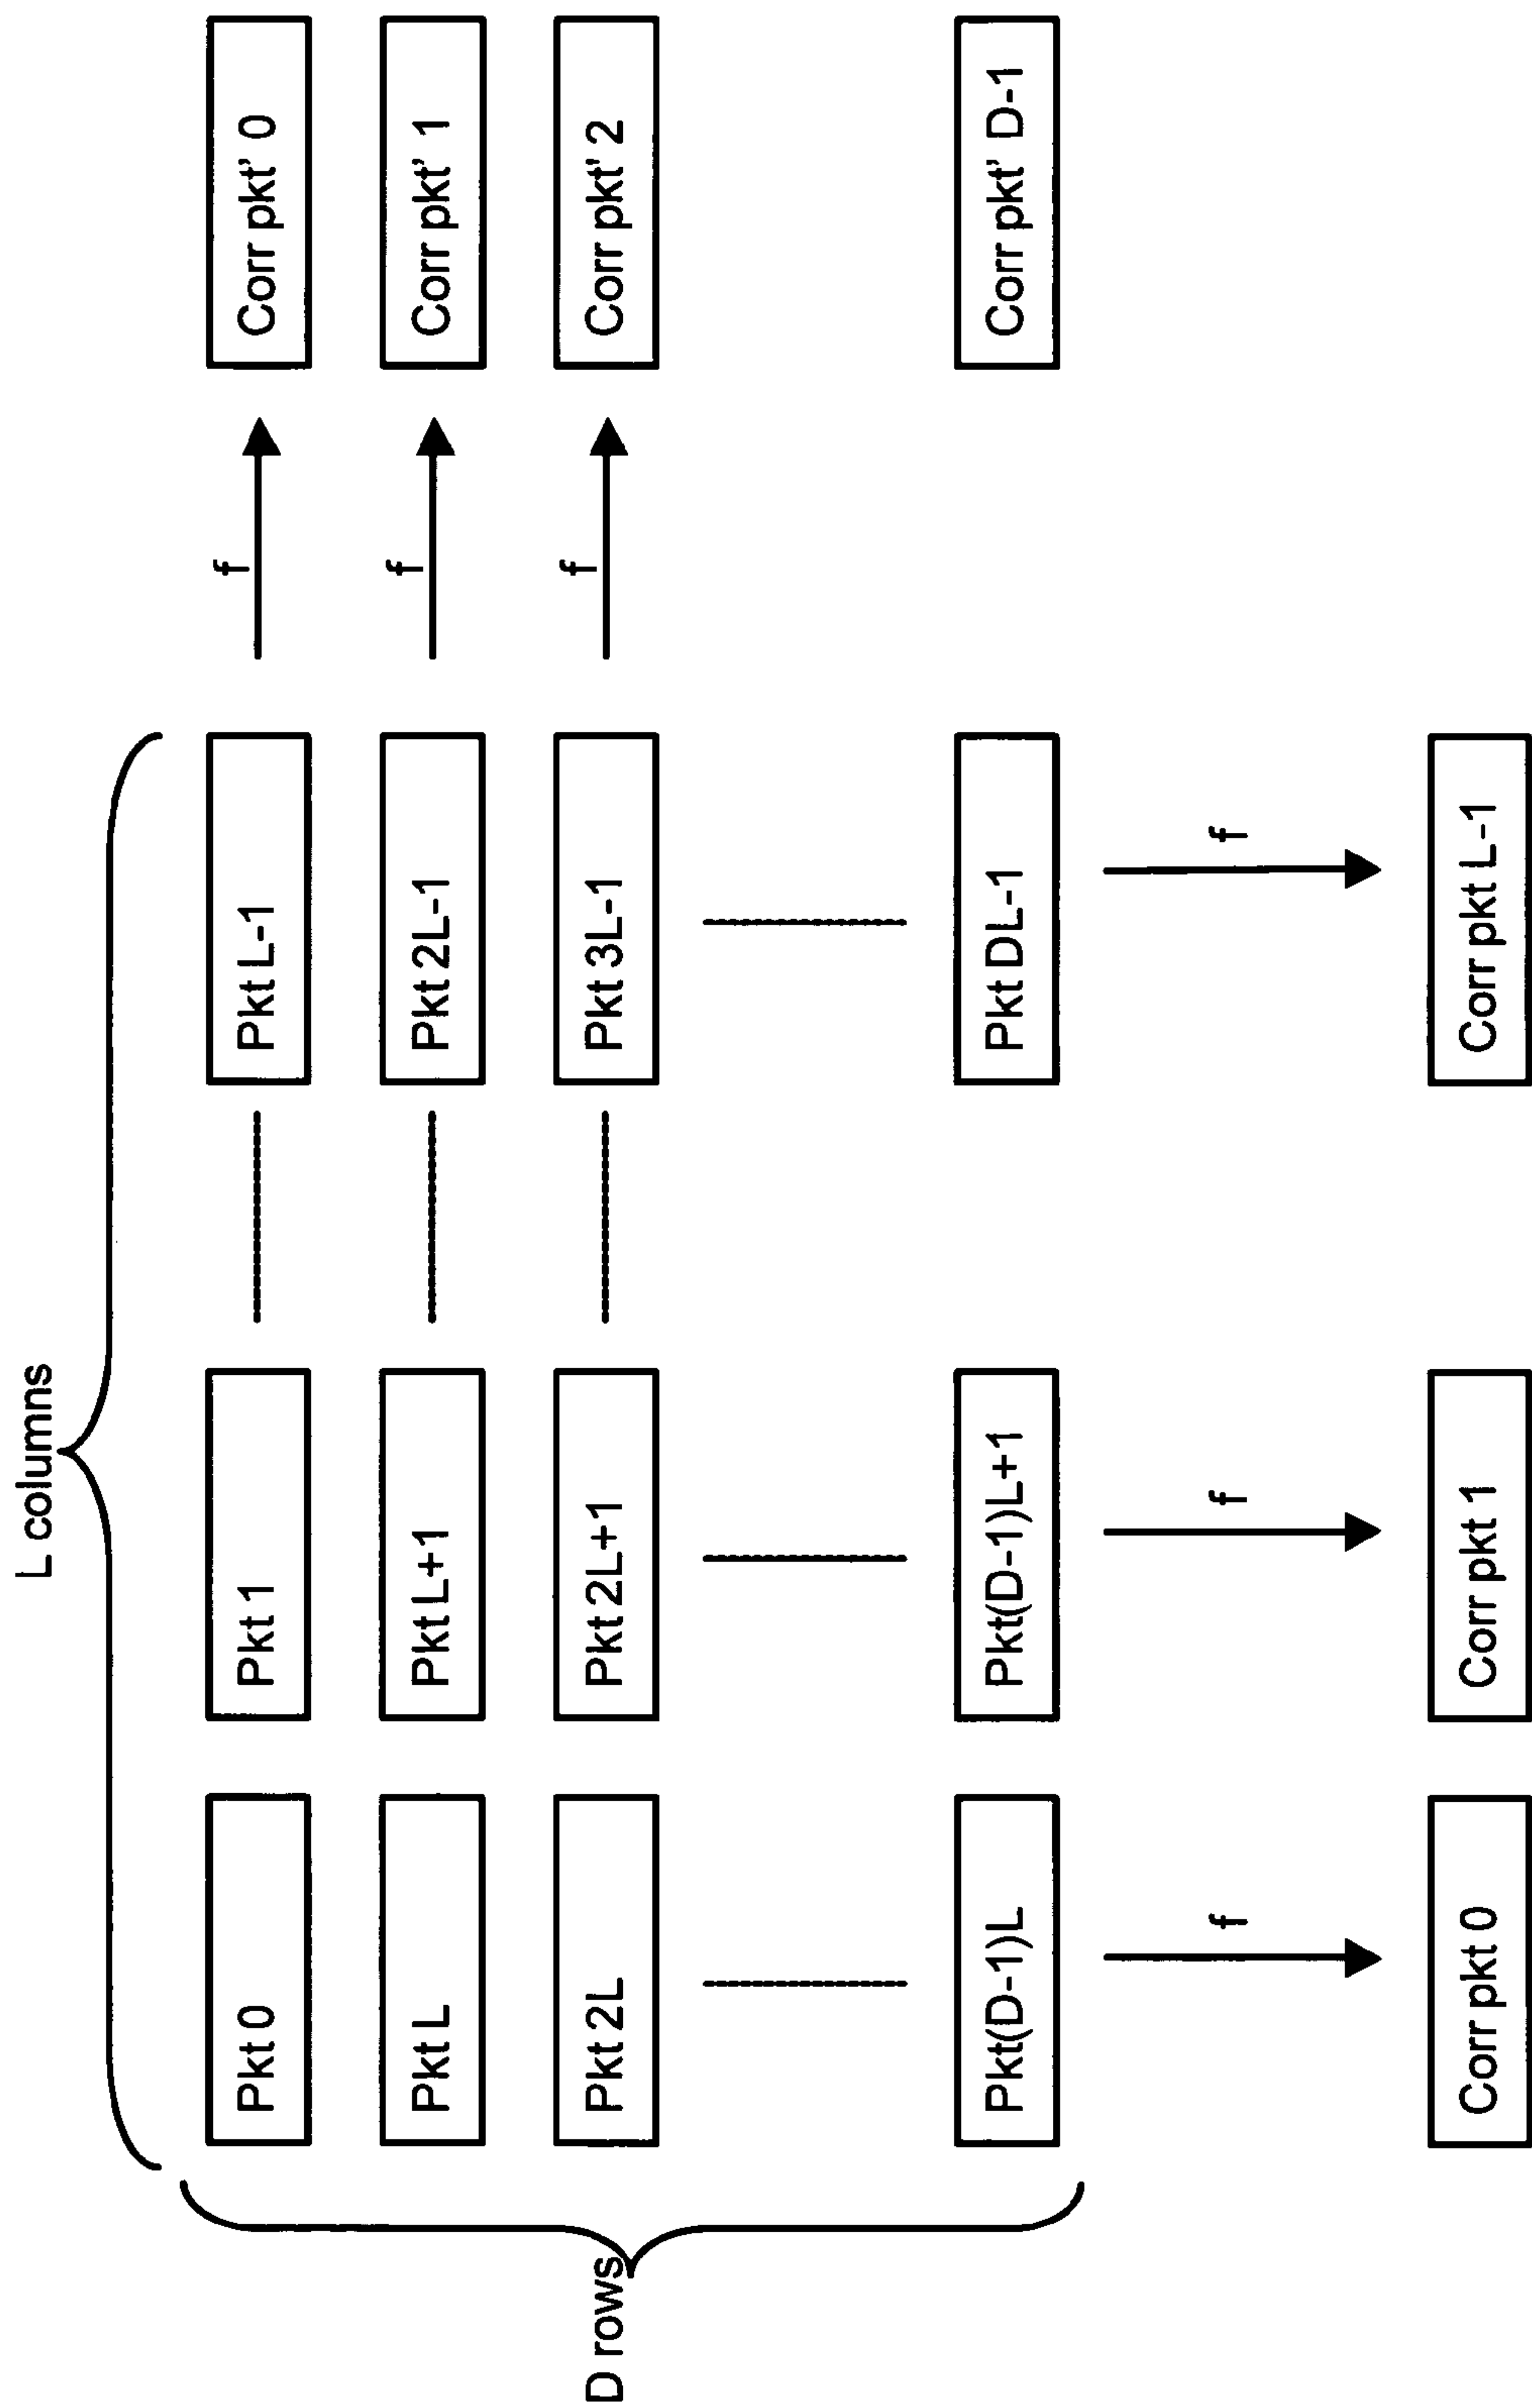 L columns
D rows
Pkt 0
Pkt 1
Pkt L-1
f
Corr pkt' 0
Pkt L
Pkt L+1
Pkt 2L-1
f
Corr pkt' 1
Pkt 2L
Pkt 2L+1
Pkt 3L-1
f
Corr pkt' 2
Pkt(D-1)L
Pkt(D-1)L+1
Pkt DL-1
Corr pkt' D-1
f
f
f
Corr pkt 0
Corr pkt 1
Corr pkt L-1